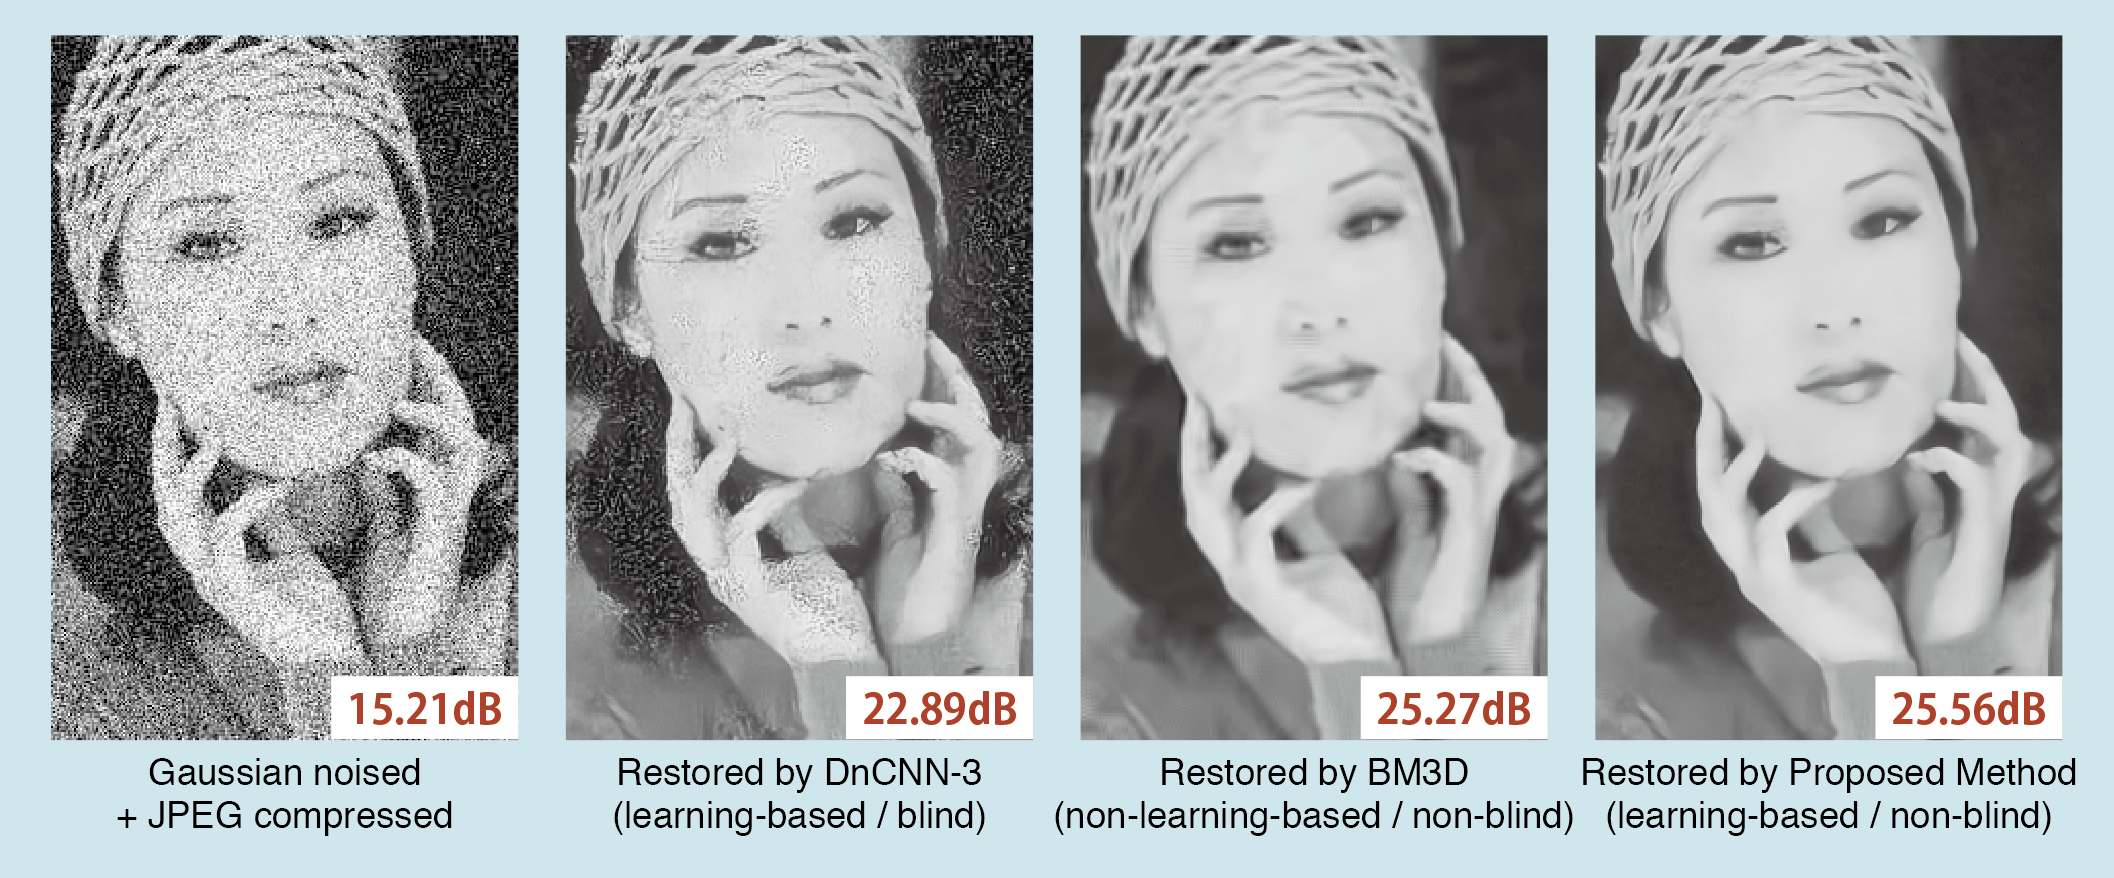 15.21dB
22.89dB
25.27dB
25.56dB
Gaussian noised
+ JPEG compressed
Restored by DnCNN-3
(learning-based / blind)
Restored by BM3D
(non-learning-based / non-blind)
Restored by Proposed Method
(learning-based / non-blind)